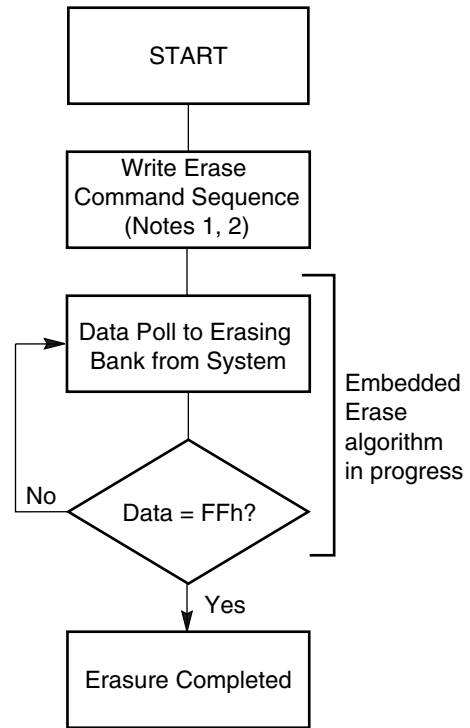 START
Write Erase
Command Sequence
(Notes 1, 2)
Data Poll to Erasing
Bank from System
Embedded
Erase
algorithm
in progress
No
Data = FFh?
Yes
Erasure Completed